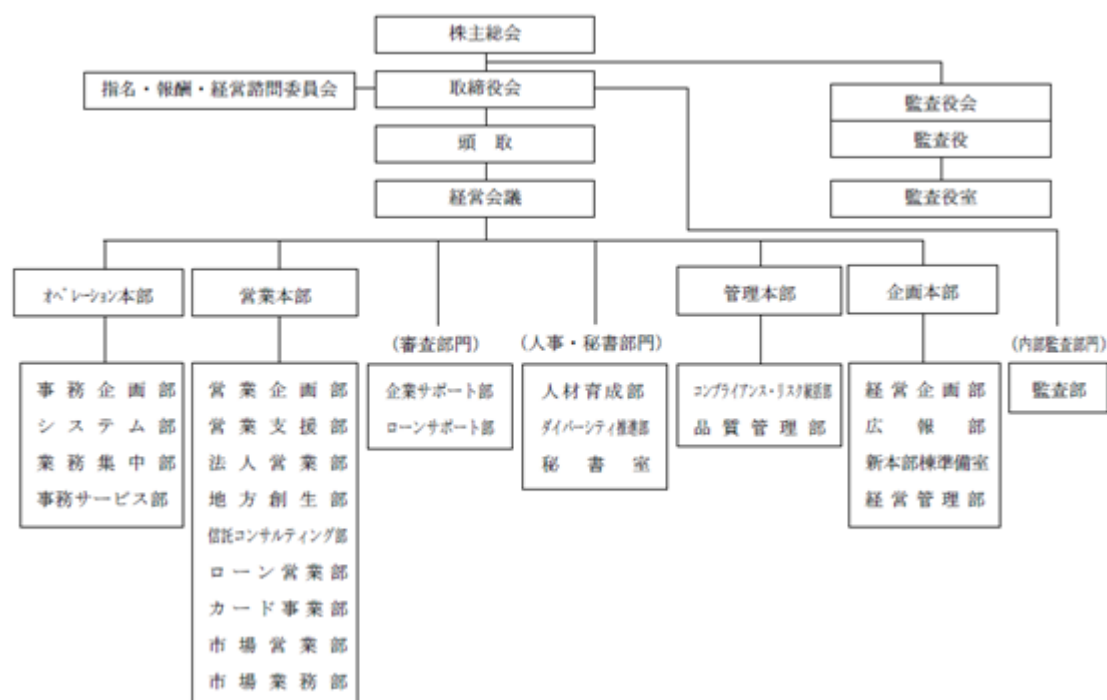 株主総会
指名・報酬・経営諮問委員会
取締役会
監査役会
監査役
頭取
監査役室
経営会議
オペレーション本部
営業本部
管理本部
企画本部
(審査部門)
(人事・秘書部門)
(内部監査部門)
事務企画部
システム部
業務集中部
事務サービス部
営業企画部
営業支援部
法人営業部
地方創生部
信託コンサルティング部
ローン営業部
カード事業部
市場営業部
市場業務部
企業サポート部
ローンサポート部
人材育成部
ダイバーシティ推進部
秘書室
コンプライアンス・リスク統括部
品質管理部
経営企画部
広報部
新本部棟準備室
経営管理部
監査部